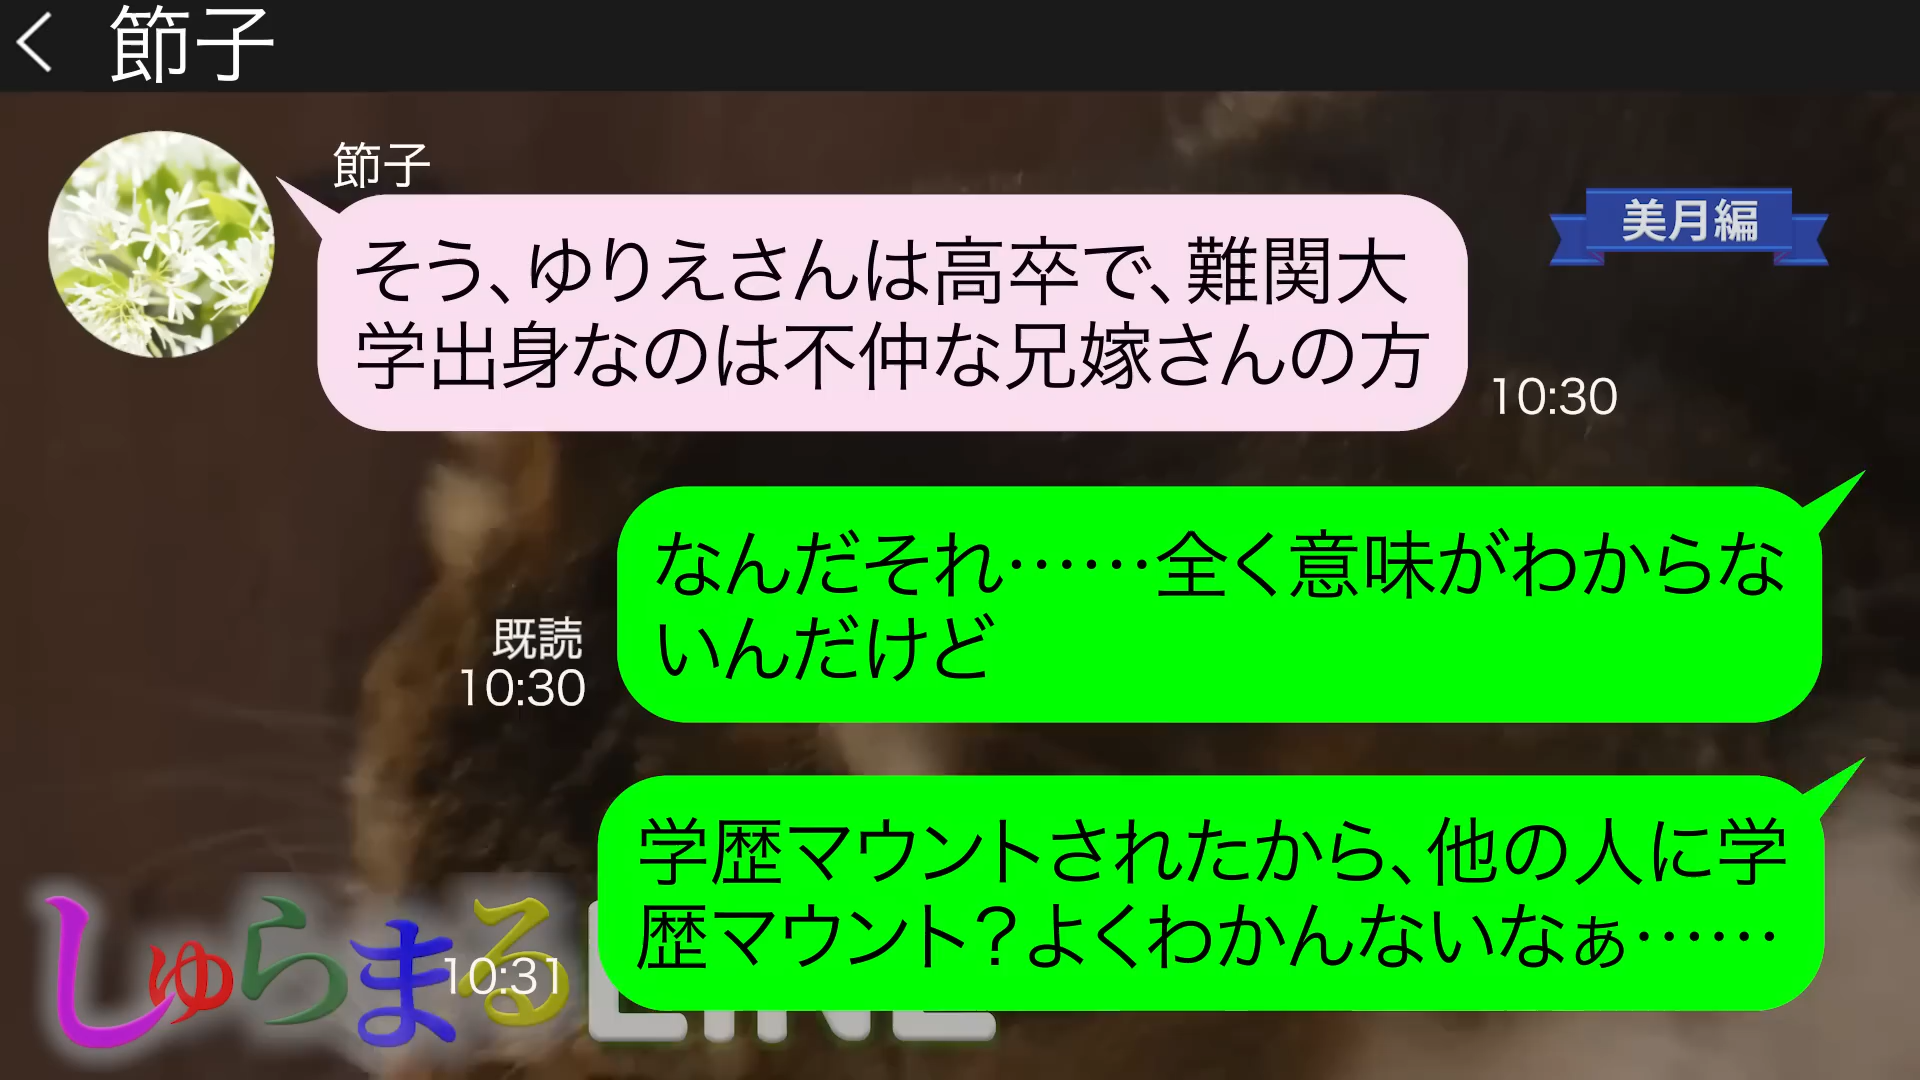 節子
節子
美月編
そう、ゆりえさんは高卒で、難関大
学出身なのは不仲な兄嫁さんの方
10:30
なんだそれ⋯⋯全く意味がわからな
いんだけど
既読
10:30
学歴マウントされたから、他の人に学
歴マウント？よくわかんないなぁ⋯⋯
10:31
しゅらまる LINE